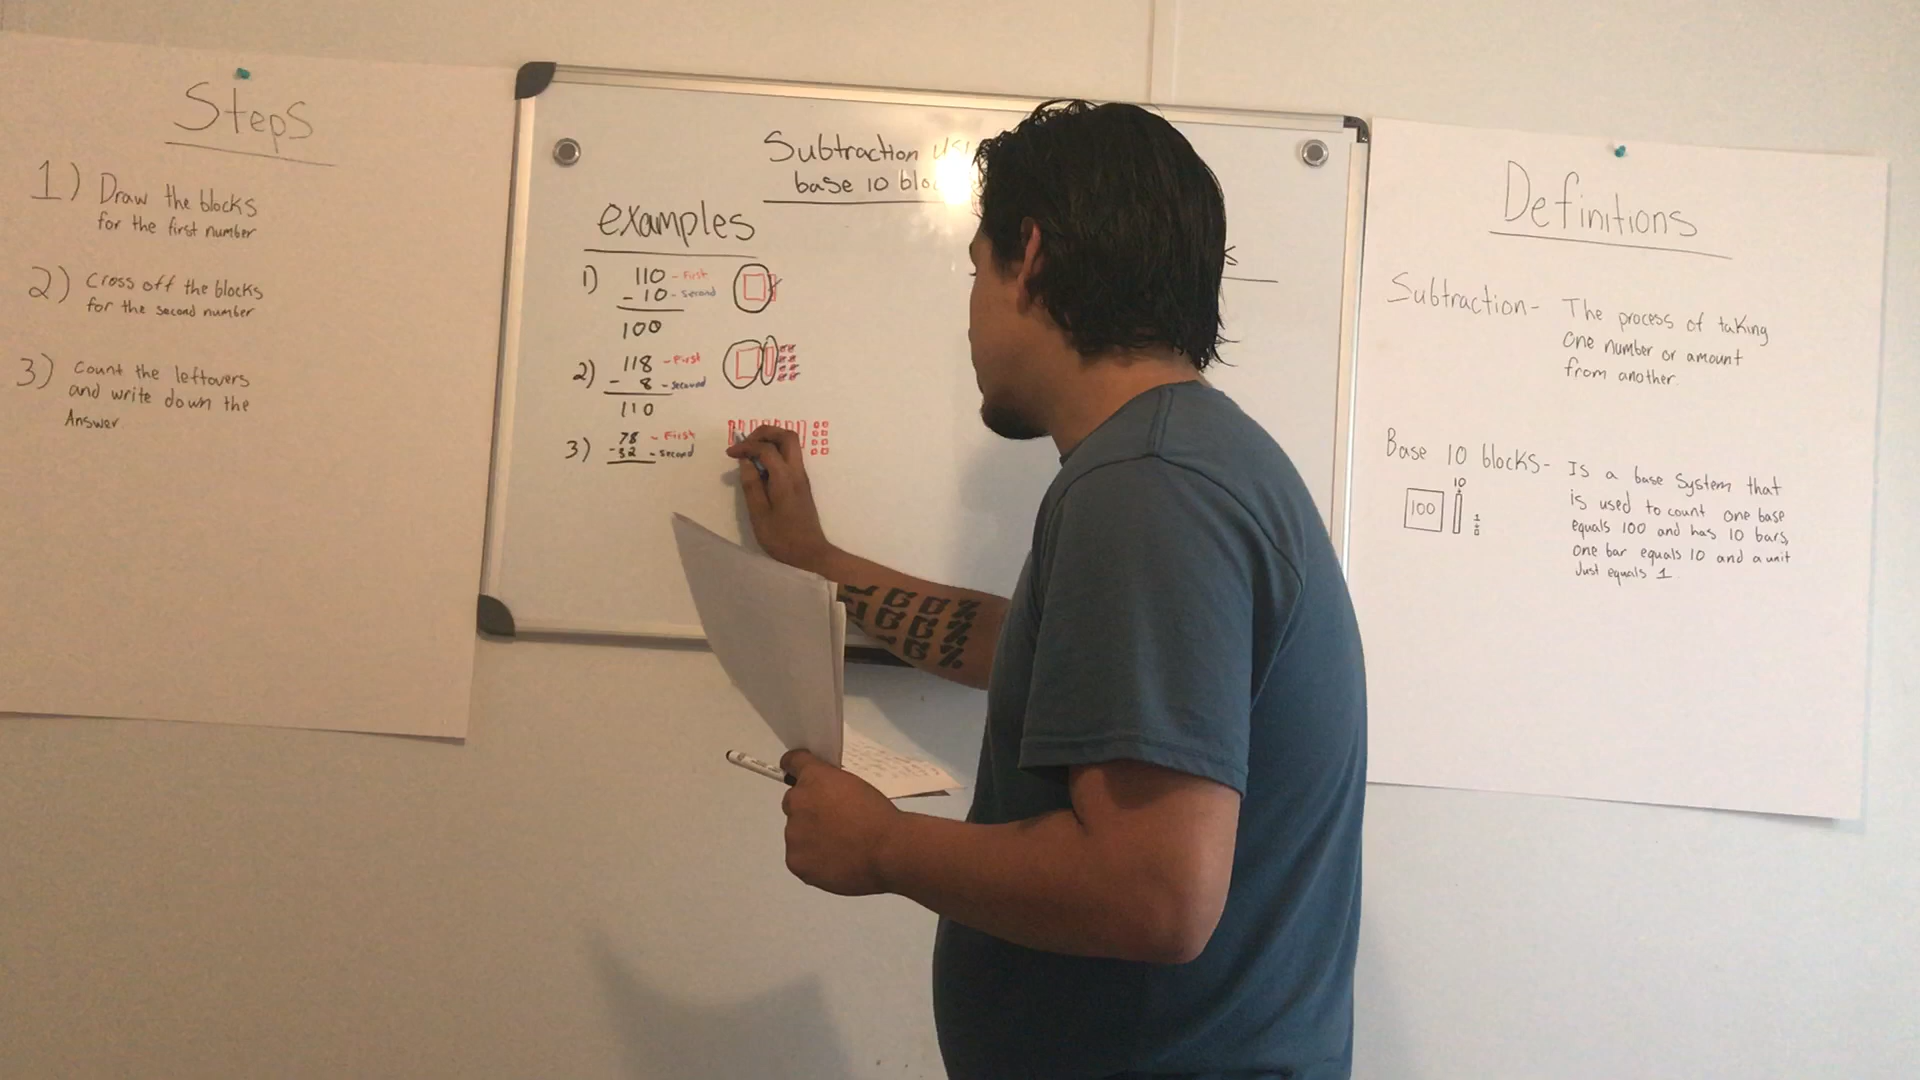 Steps
1) Draw the blocks
for the first number
2) Cross off the blocks
for the second number
3) Count the leftovers
and write down the
Answer
Subtraction
base 10
examples
1) 110 - First
- 10 - second
100
2) 118 - First
- 8 - second
110
3) 78 - First
- 32 - second
Definitions
Subtraction- The process of taking
one number or amount
from another.
Base 10 blocks- Is a base System that
is used to count one base
equals 100 and has 10 bars,
one bar equals 10 and a unit
Just equals 1.
100
10
1